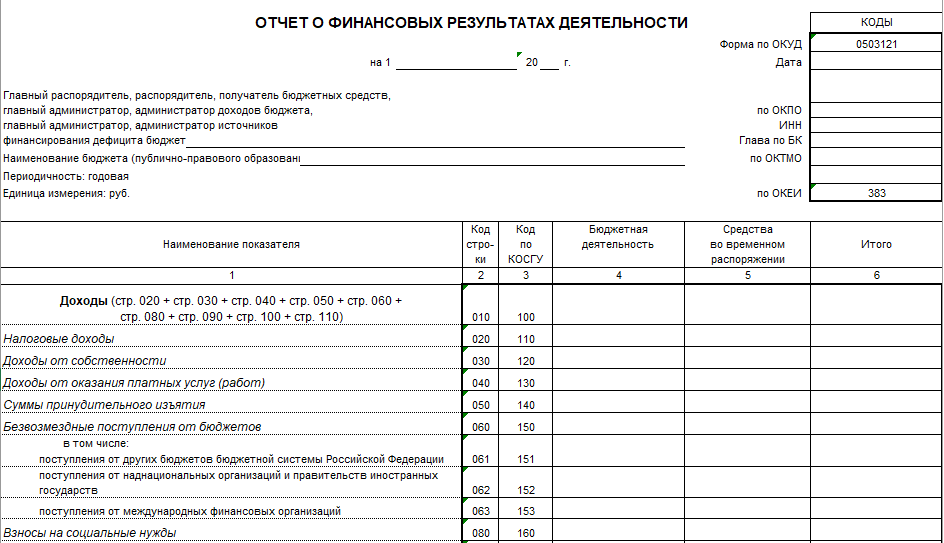 ОТЧЕТ О ФИНАНСОВЫХ РЕЗУЛЬТАТАХ ДЕЯТЕЛЬНОСТИ
КОДЫ
Форма по ОКУД 0503121
на 1 20 г. Дата
Главный распорядитель, распорядитель, получатель бюджетных средств,
главный администратор, администратор доходов бюджета, по ОКПО
главный администратор, администратор источников ИНН
финансирования дефицита бюджет Глава по БК
Наименование бюджета (публично-правового образован по ОКТМО
Периодичность: годовая
Единица измерения: руб. по ОКЕИ 383
Наименование показателя Код стро- ки Код по КОСГУ Бюджетная деятельность Средства во временном распоряжении Итого
1 2 3 4 5 6
Доходы (стр. 020 + стр. 030 + стр. 040 + стр. 050 + стр. 060 +
стр. 080 + стр. 090 + стр. 100 + стр. 110) 010 100
Налоговые доходы 020 110
Доходы от собственности 030 120
Доходы от оказания платных услуг (работ) 040 130
Суммы принудительного изъятия 050 140
Безвозмездные поступления от бюджетов 060 150
в том числе:
поступления от других бюджетов бюджетной системы Российской Федерации 061 151
поступления от наднациональных организаций и правительств иностранных
государств 062 152
поступления от международных финансовых организаций 063 153
Взносы на социальные нужды 080 160